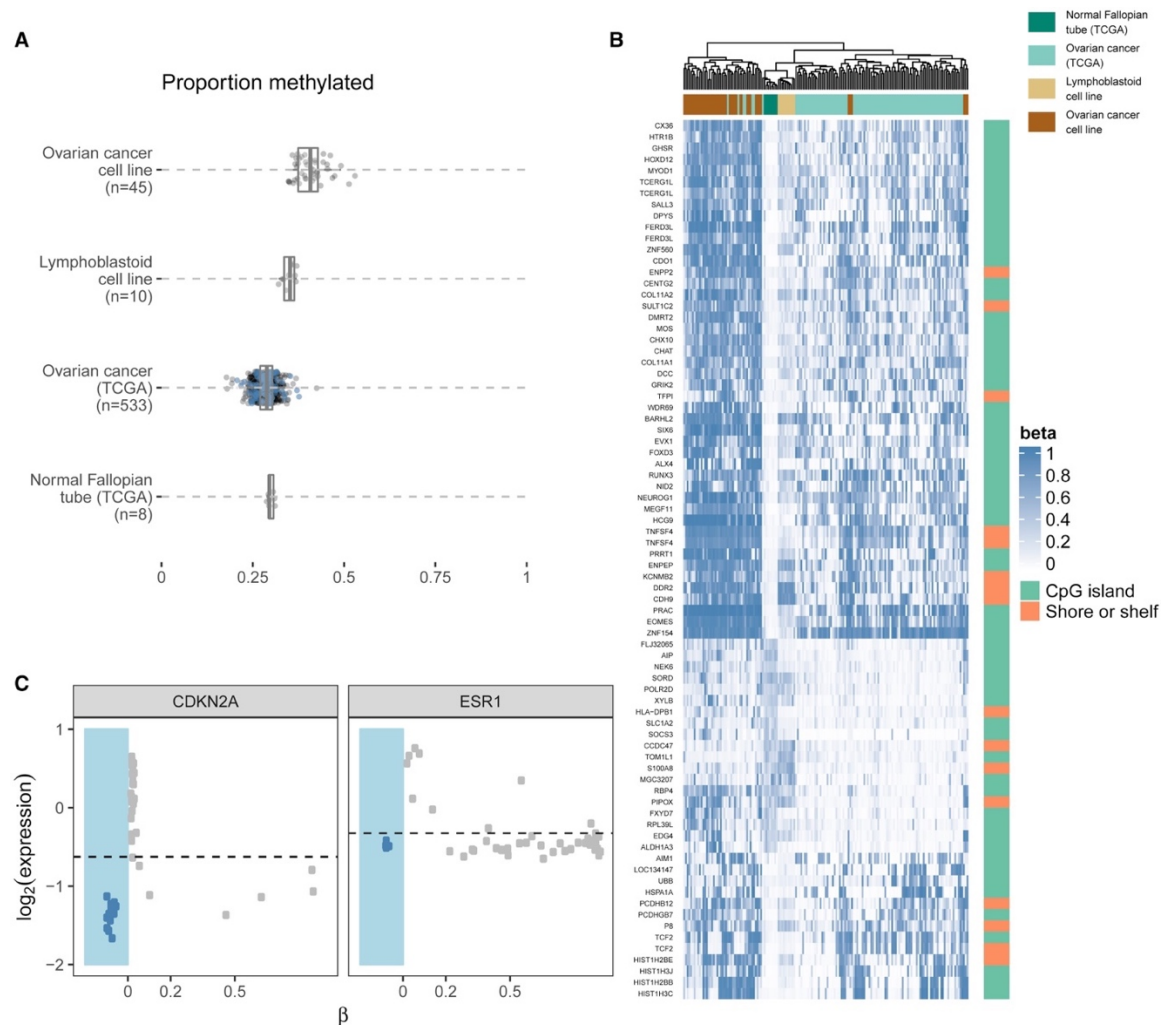 A
Proportion methylated
Ovarian cancer
cell line
(n=45)
Lymphoblastoid
cell line
(n=10)
Ovarian cancer
(TCGA)
(n=533)
Normal Fallopian
tube (TCGA)
(n=8)
0 0.25 0.5 0.75 1
B
Normal Fallopian
tube (TCGA)
Ovarian cancer
(TCGA)
Lymphoblastoid
cell line
Ovarian cancer
cell line
CX36
HTR1B
GHSR
HOXD12
MYOD1
TCERG1L
TCERG1L
SALL3
DPYS
FERD3L
FERD3L
ZNF560
CDO1
ENPP2
CENTG2
COL11A2
SULT1C2
DMRT2
MOS
CHX10
CHAT
COL11A1
DCC
GRIK2
TFPI
WDR69
BARHL2
SIX6
EVX1
FOXD3
ALX4
RUNX3
NID2
NEUROG1
MEGF11
HCG9
TNFSF4
TNFSF4
PRRT1
ENPEP
KCNMB2
DDR2
CDH9
PRAC
EOMES
ZNF154
FLJ32065
AIP
NEK6
SORD
POLR2D
XYLB
HLA−DPB1
SLC1A2
SOCS3
CCDC47
TOM1L1
S100A8
MGC3207
RBP4
PIPOX
FXYD7
RPL39L
EDG4
ALDH1A3
AIM1
LOC134147
UBB
HSPA1A
PCDHB12
PCDHGB7
P8
TCF2
TCF2
HIST1H2BE
HIST1H3J
HIST1H2BB
HIST1H3C
beta
1
0.8
0.6
0.4
0.2
0
CpG island
Shore or shelf
C
CDKN2A ESR1
log2(expression)
1
0
−1
−2
0 0.2 0.5 0 0.2 0.5
β